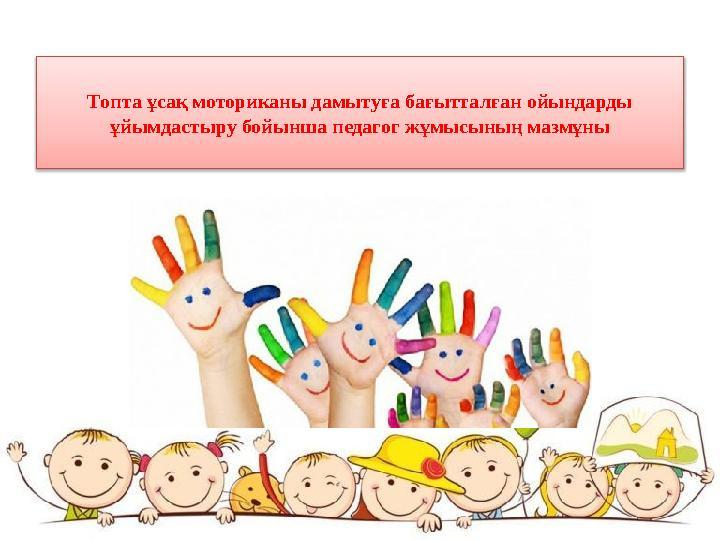 Топта ұсақ моториканы дамытуға бағытталған ойындарды
ұйымдастыру бойынша педагог жұмысының мазмұны